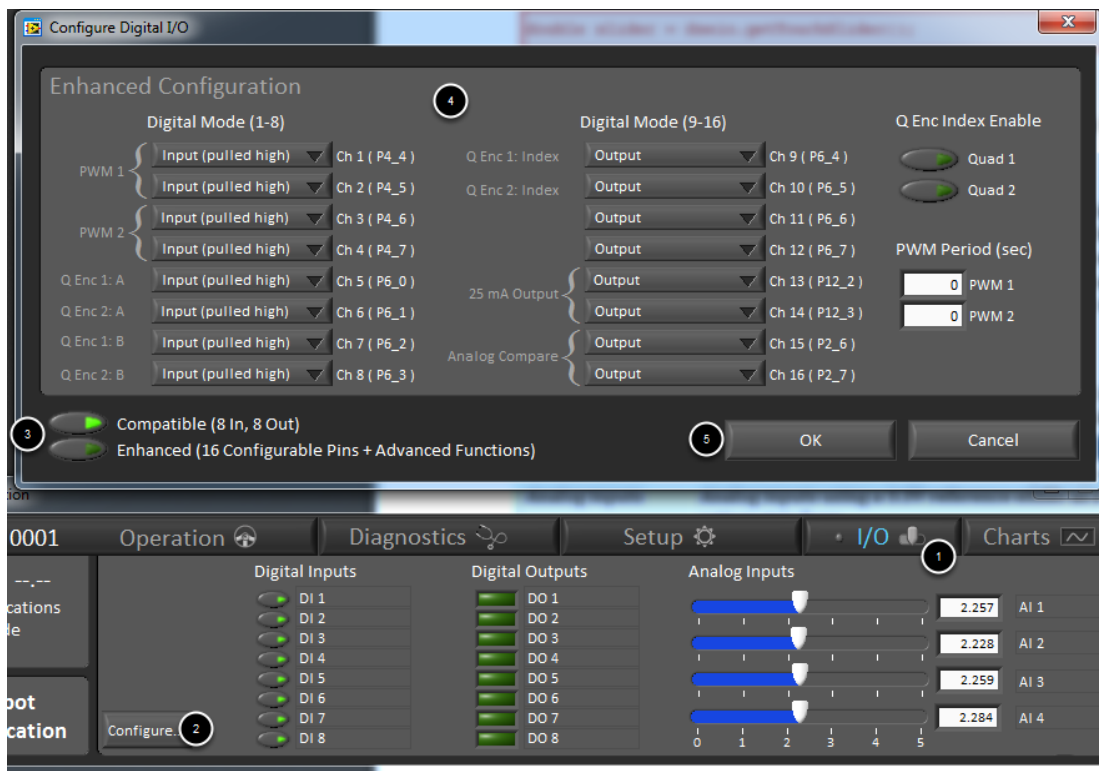 Configure Digital I/O
Enhanced Configuration
4
Digital Mode (1-8)
Digital Mode (9-16)
Q Enc Index Enable
PWM 1
Input (pulled high) Ch 1 ( P4_4 )
Input (pulled high) Ch 2 ( P4_5 )
PWM 2
Input (pulled high) Ch 3 ( P4_6 )
Input (pulled high) Ch 4 ( P4_7 )
Q Enc 1: A Input (pulled high) Ch 5 ( P6_0 )
Q Enc 2: A Input (pulled high) Ch 6 ( P6_1 )
Q Enc 1: B Input (pulled high) Ch 7 ( P6_2 )
Q Enc 2: B Input (pulled high) Ch 8 ( P6_3 )
Q Enc 1: Index Output Ch 9 ( P6_4 )
Q Enc 2: Index Output Ch 10 ( P6_5 )
Output Ch 11 ( P6_6 )
Output Ch 12 ( P6_7 )
25 mA Output
Output Ch 13 ( P12_2 )
Output Ch 14 ( P12_3 )
Analog Compare
Output Ch 15 ( P2_6 )
Output Ch 16 ( P2_7 )
Quad 1
Quad 2
PWM Period (sec)
0 PWM 1
0 PWM 2
3
Compatible (8 In, 8 Out)
Enhanced (16 Configurable Pins + Advanced Functions)
5
OK
Cancel
tion
0001
Operation
Diagnostics
Setup
I/O
1
Charts
--.--
cations
de
oot
cation
Configure..
2
Digital Inputs
DI 1
DI 2
DI 3
DI 4
DI 5
DI 6
DI 7
DI 8
Digital Outputs
DO 1
DO 2
DO 3
DO 4
DO 5
DO 6
DO 7
DO 8
Analog Inputs
2.257 AI 1
2.228 AI 2
2.259 AI 3
2.284 AI 4
0 1 2 3 4 5